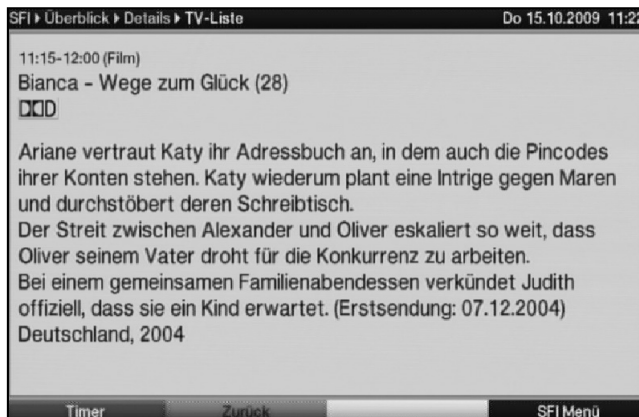 SFI ▸ Überblick ▸ Details ▸ TV-Liste Do 15.10.2009 11:22
11:15-12:00 (Film)
Bianca - Wege zum Glück (28)
Ariane vertraut Katy ihr Adressbuch an, in dem auch die Pincodes
ihrer Konten stehen. Katy wiederum plant eine Intrige gegen Maren
und durchstöbert deren Schreibtisch.
Der Streit zwischen Alexander und Oliver eskaliert so weit, dass
Oliver seinem Vater droht für die Konkurrenz zu arbeiten.
Bei einem gemeinsamen Familienabendessen verkündet Judith
offiziell, dass sie ein Kind erwartet. (Erstsendung: 07.12.2004)
Deutschland, 2004
Timer Zurück SFI Menü